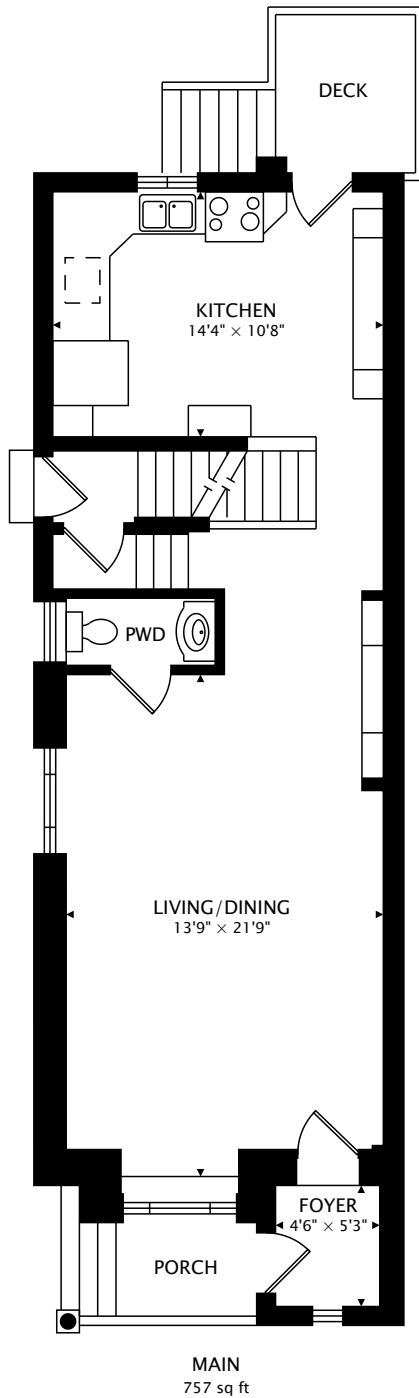 DECK
KITCHEN
14'4" × 10'8"
PWD
LIVING/DINING
13'9" × 21'9"
FOYER
4'6" × 5'3"
PORCH
MAIN
757 sq ft